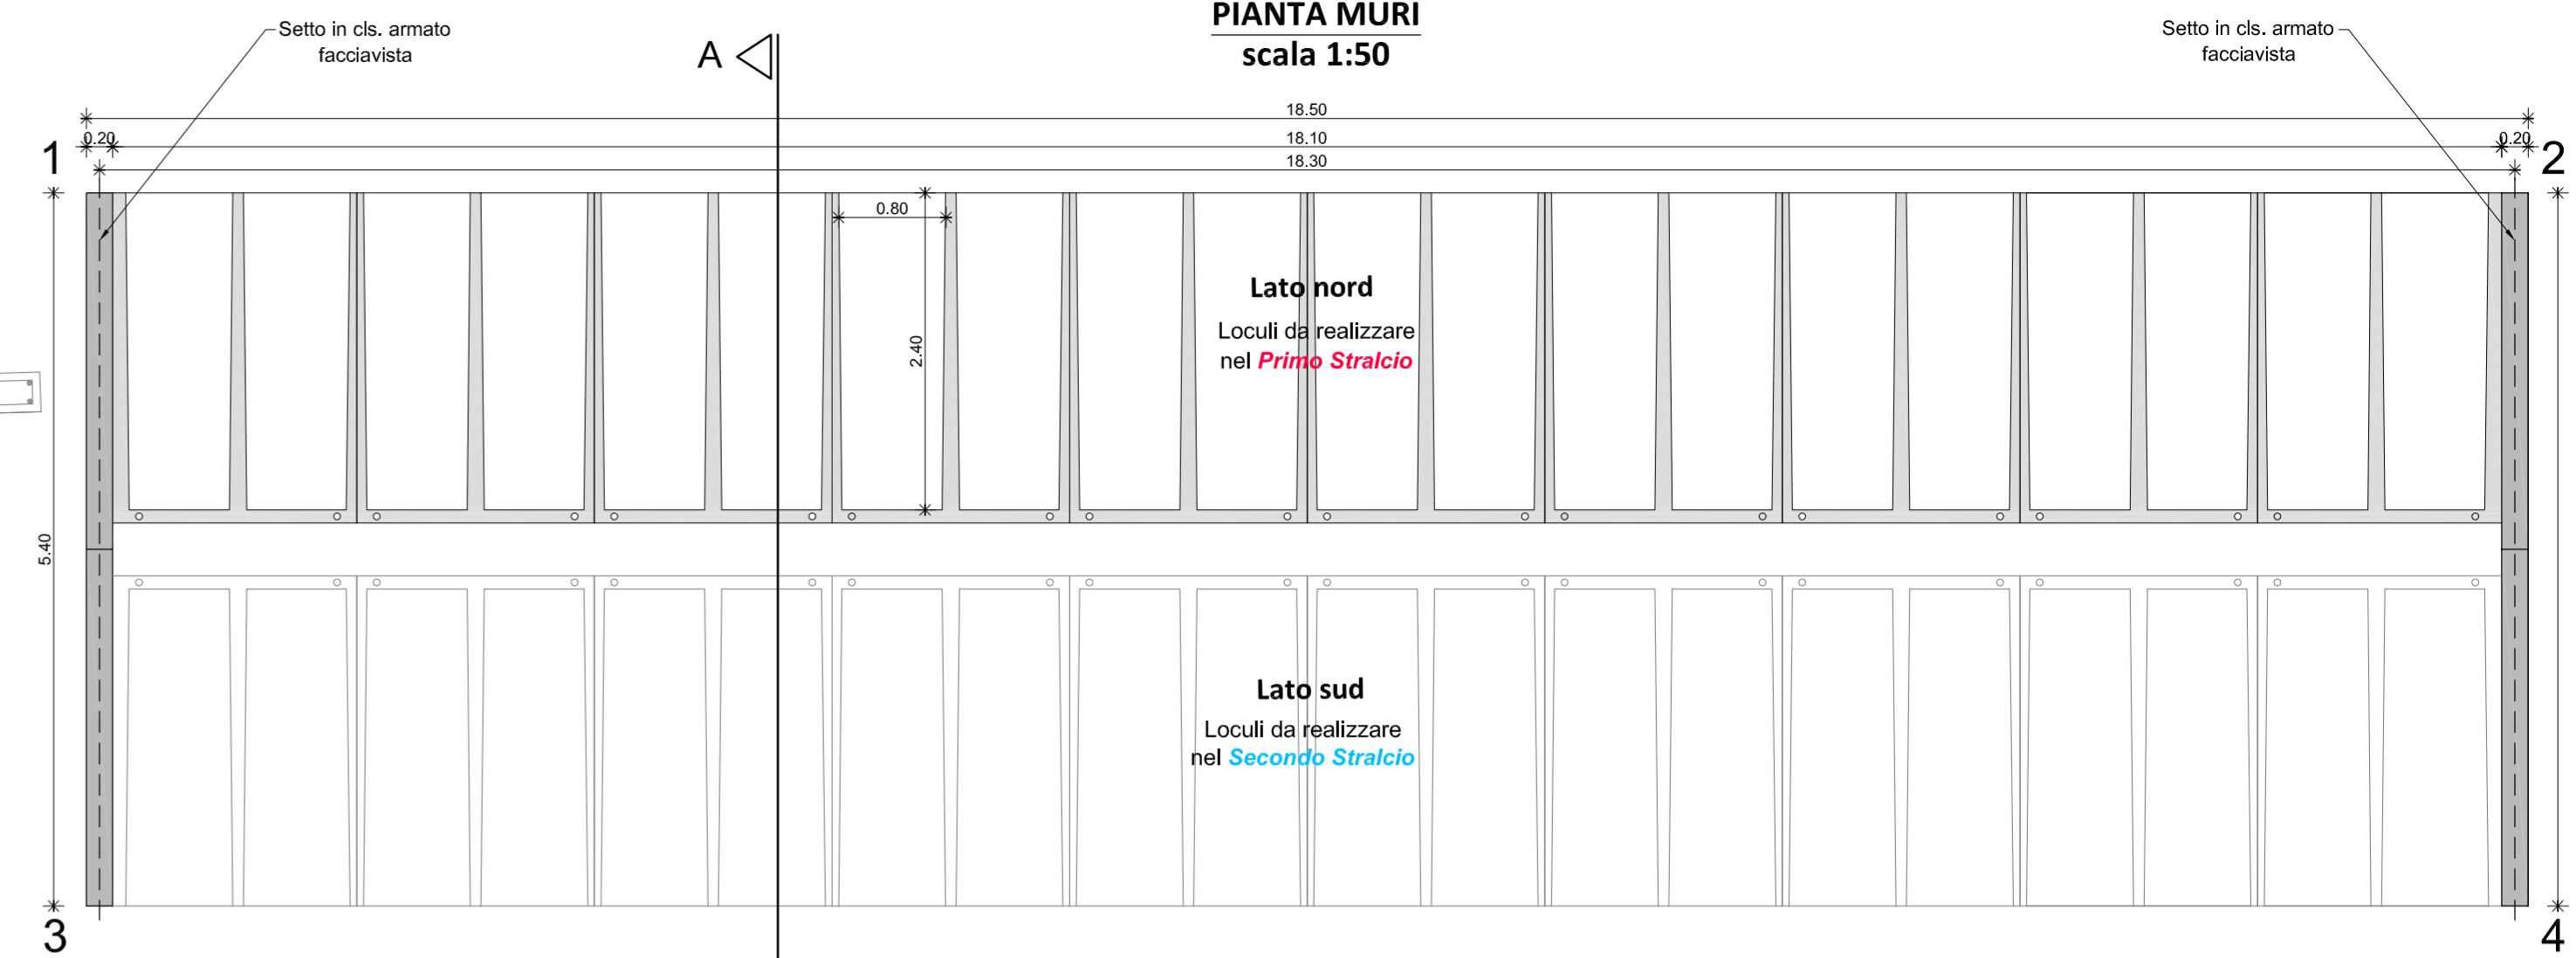 PIANTA MURI
scala 1:50
Setto in cls. armato
facciavista
A
Setto in cls. armato
facciavista
18.50
0.20
18.10
0.20
18.30
1
2
0.80
2.40
Lato nord
Loculi da realizzare
nel Primo Stralcio
5.40
Lato sud
Loculi da realizzare
nel Secondo Stralcio
3
4